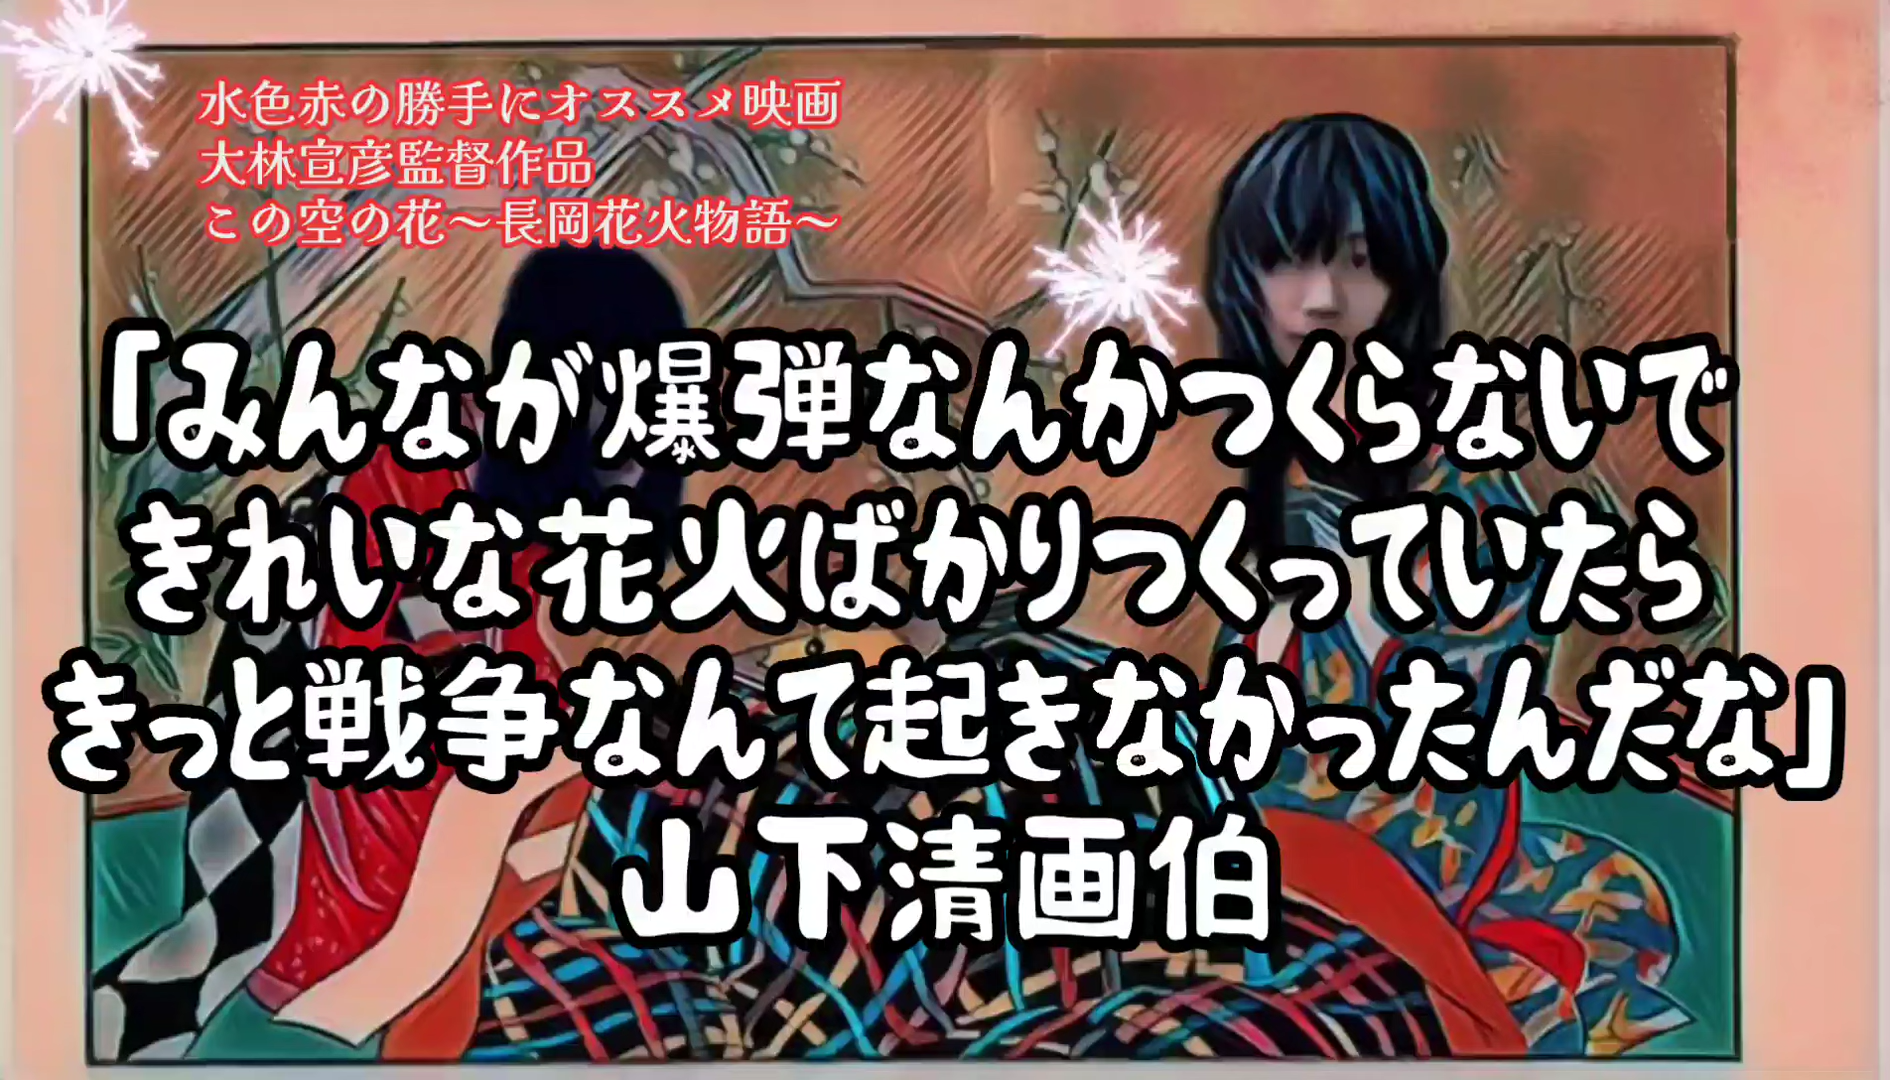 水色赤の勝手にオススメ映画
大林宣彦監督作品
この空の花〜長岡花火物語〜
「みんなが爆弾なんかつくらないで
きれいな花火ばかりつくっていたら
きっと戦争なんて起きなかったんだな」
山下清画伯